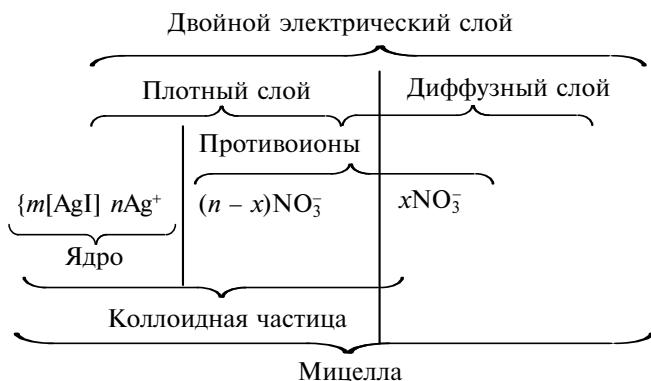 Двойной электрический слой
Плотный слой Диффузный слой
Противоионы
{m[AgI] nAg⁺ (n – x)NO₃⁻ xNO₃⁻
Ядро
Коллоидная частица
Мицелла